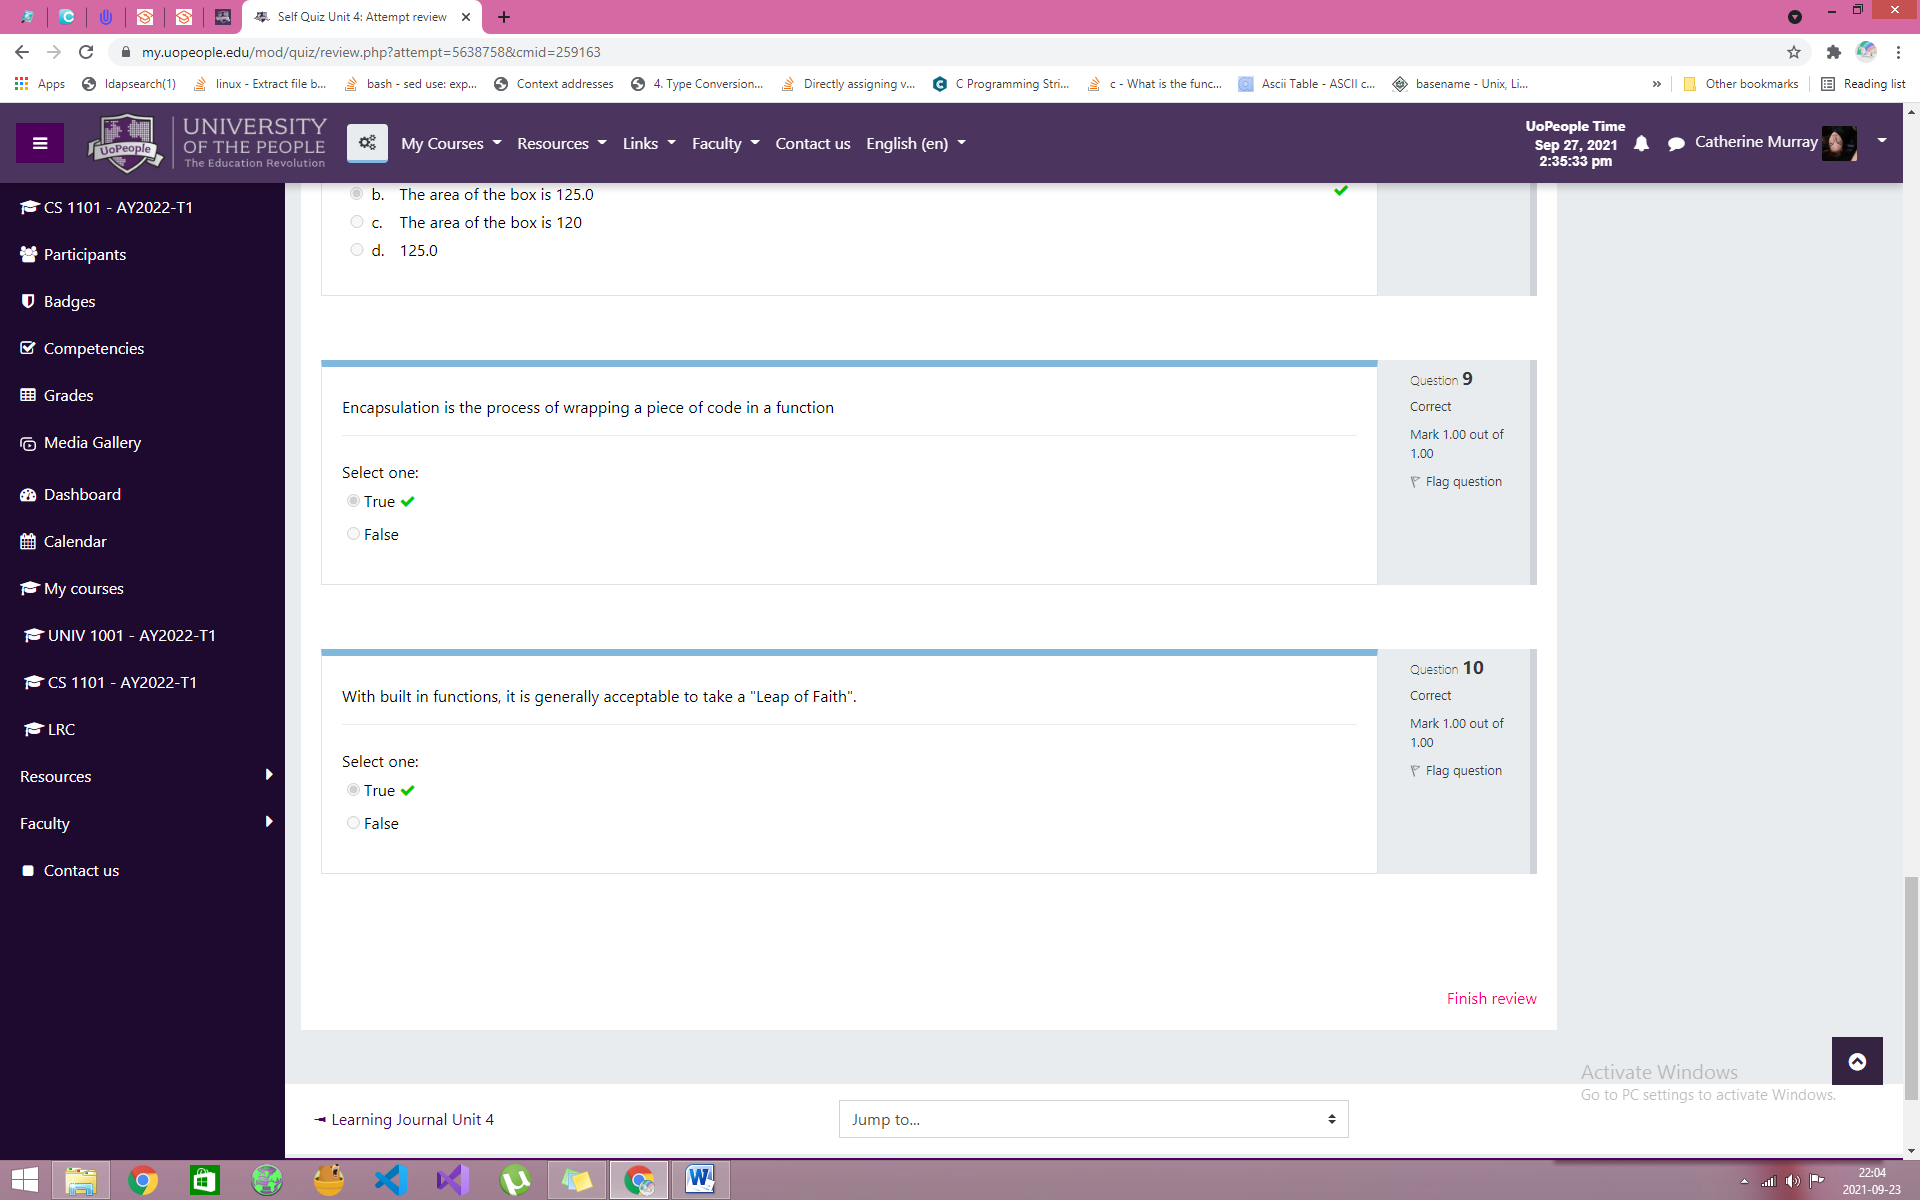 Self Quiz Unit 4: Attempt review
my.uopeople.edu/mod/quiz/review.php?attempt=5638758&cmid=259163
Apps
ldapsearch(1)
linux - Extract file b...
bash - sed use: exp...
Context addresses
4. Type Conversion...
Directly assigning v...
C Programming Stri...
c - What is the func...
Ascii Table - ASCII c...
basename - Unix, Li...
»
Other bookmarks
Reading list
UoPeople
UNIVERSITY
OF THE PEOPLE
The Education Revolution
My Courses
Resources
Links
Faculty
Contact us
English (en)
UoPeople Time
Sep 27, 2021
2:35:33 pm
Catherine Murray
CS 1101 - AY2022-T1
Participants
Badges
Competencies
Grades
Media Gallery
Dashboard
Calendar
My courses
UNIV 1001 - AY2022-T1
CS 1101 - AY2022-T1
LRC
Resources
Faculty
Contact us
b. The area of the box is 125.0
c. The area of the box is 120
d. 125.0
Encapsulation is the process of wrapping a piece of code in a function
Select one:
True
False
Question 9
Correct
Mark 1.00 out of
1.00
Flag question
With built in functions, it is generally acceptable to take a "Leap of Faith".
Select one:
True
False
Question 10
Correct
Mark 1.00 out of
1.00
Flag question
Finish review
Activate Windows
Go to PC settings to activate Windows.
◄ Learning Journal Unit 4
Jump to...
22:04
2021-09-23